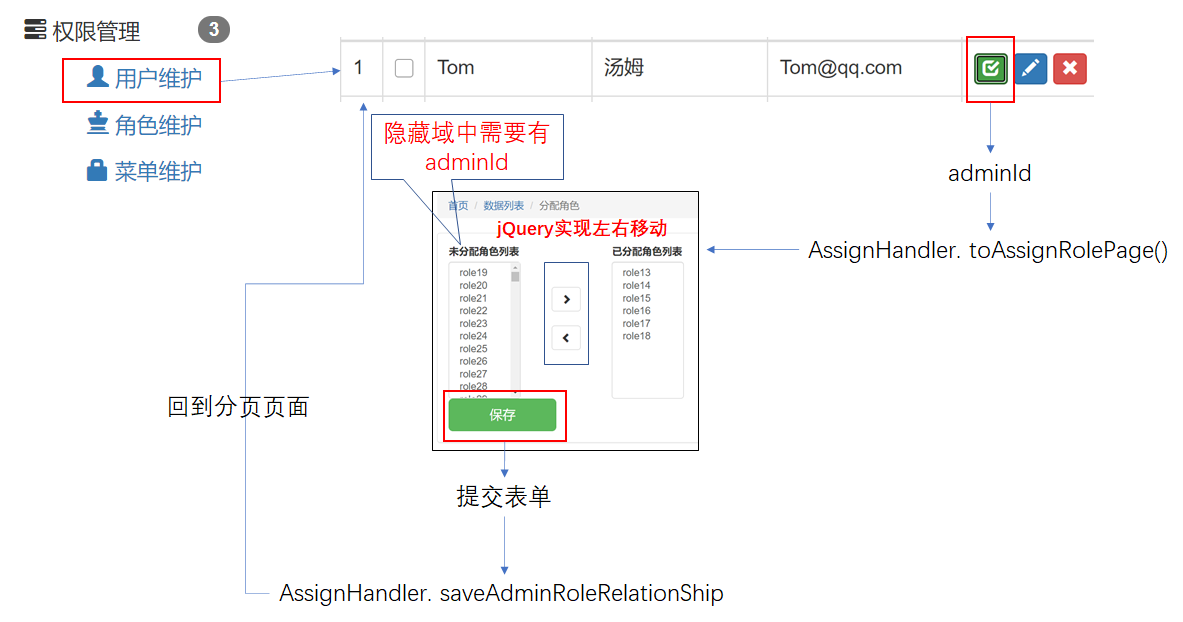 权限管理
3
用户维护
角色维护
菜单维护
1
Tom
汤姆
Tom@qq.com
隐藏域中需要有
adminId
adminId
AssignHandler. toAssignRolePage()
首页 / 数据列表 / 分配角色
jQuery实现左右移动
未分配角色列表
已分配角色列表
role19
role20
role21
role22
role23
role24
role25
role26
role27
role28
role13
role14
role15
role16
role17
role18
保存
回到分页页面
提交表单
AssignHandler. saveAdminRoleRelationShip